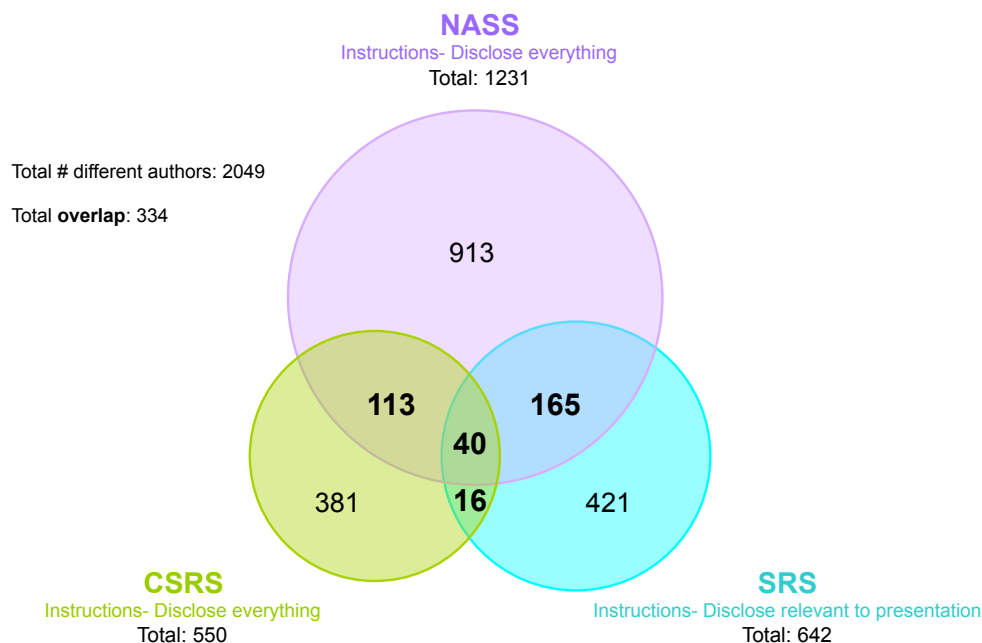 NASS
Instructions- Disclose everything
Total: 1231
Total # different authors: 2049
Total overlap: 334
913
113
165
40
381
16
421
CSRS
Instructions- Disclose everything
Total: 550
SRS
Instructions- Disclose relevant to presentation
Total: 642